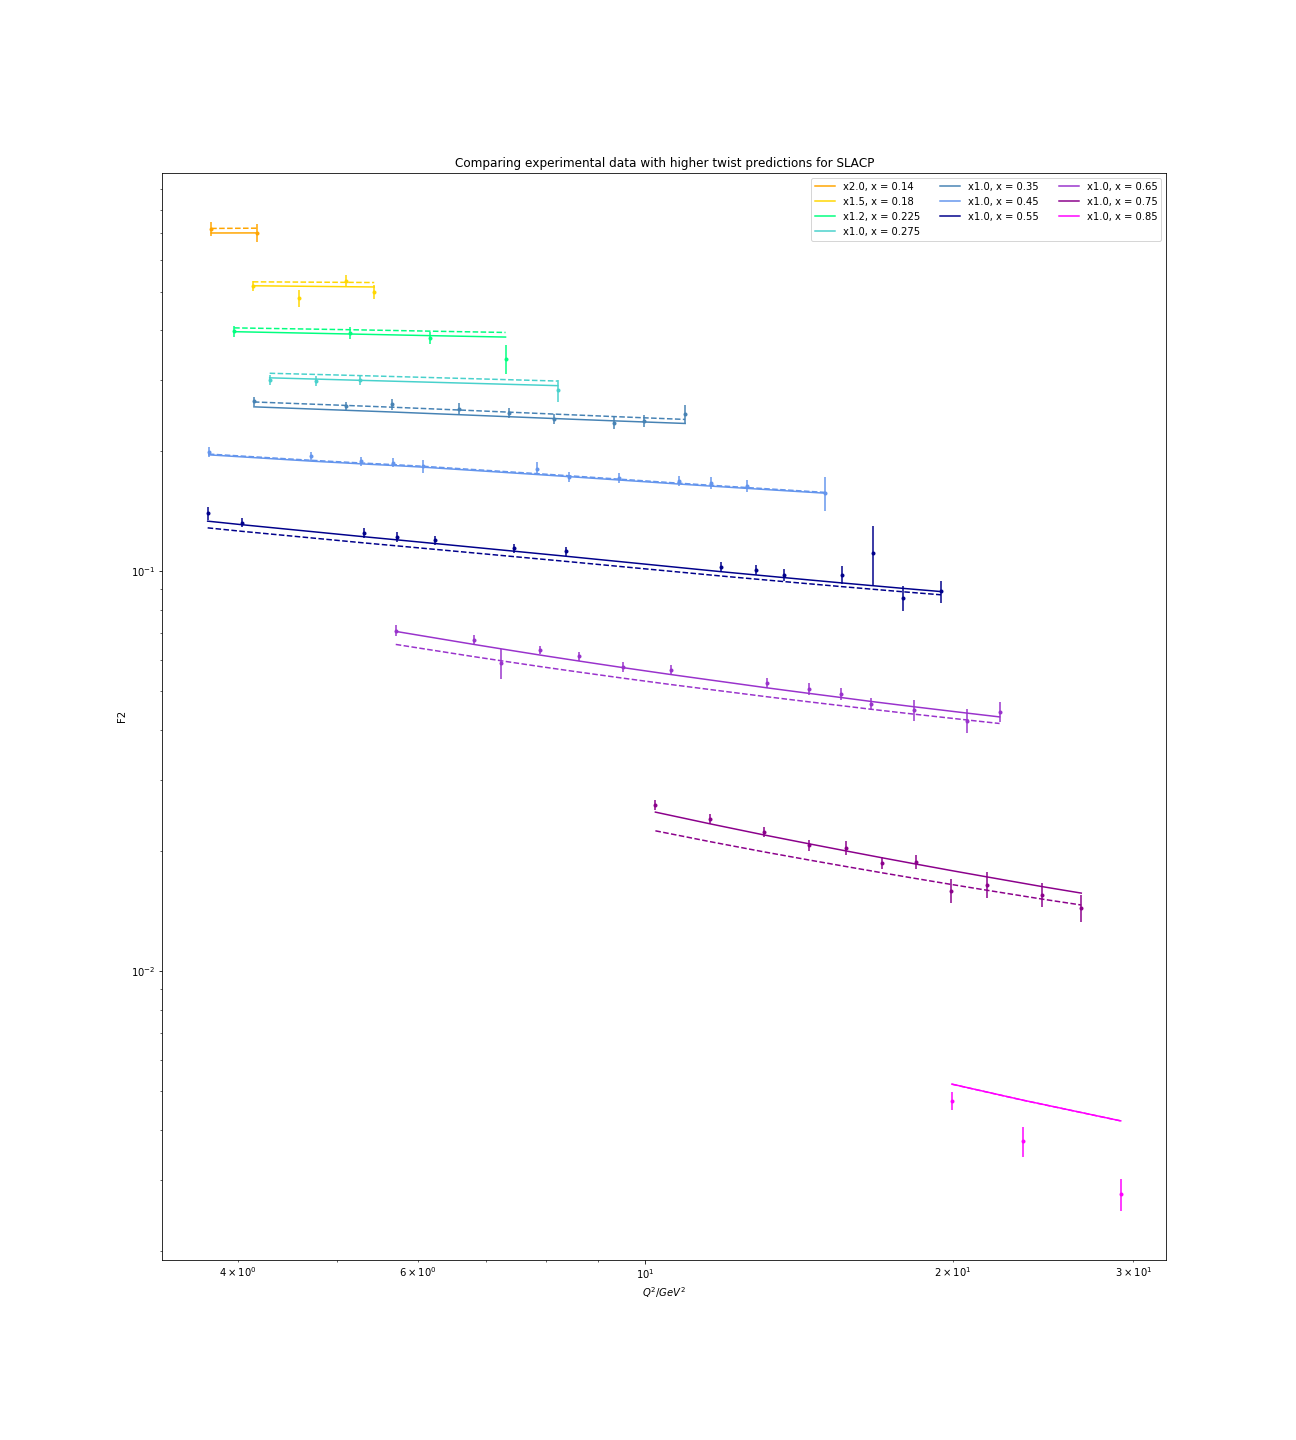 Comparing experimental data with higher twist predictions for SLACP
x2.0, x = 0.14
x1.5, x = 0.18
x1.2, x = 0.225
x1.0, x = 0.275
x1.0, x = 0.35
x1.0, x = 0.45
x1.0, x = 0.55
x1.0, x = 0.65
x1.0, x = 0.75
x1.0, x = 0.85
F2
10⁻¹
10⁻²
4 × 10⁰
6 × 10⁰
10¹
2 × 10¹
3 × 10¹
Q²/GeV²